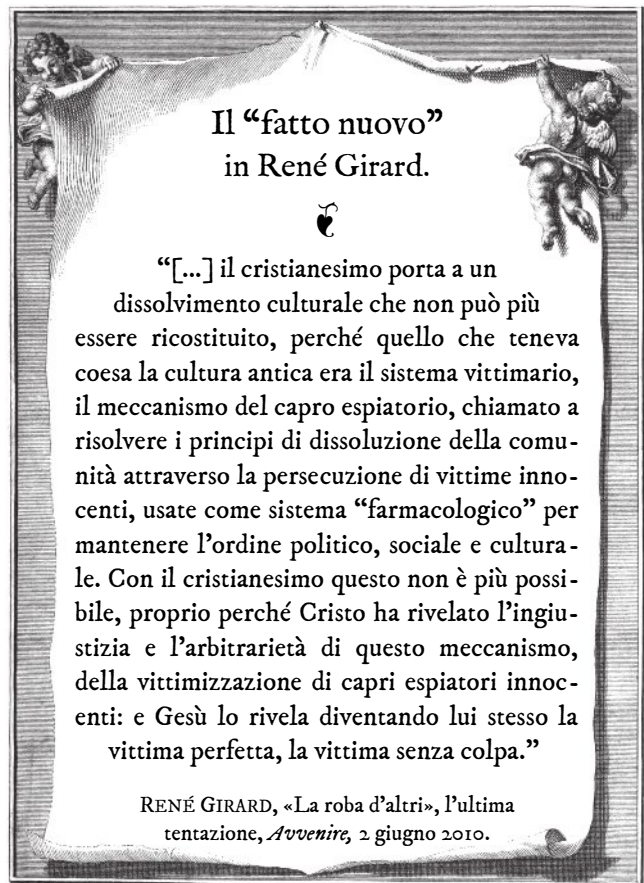 Il “fatto nuovo”
in René Girard.
“[...] il cristianesimo porta a un
dissolvimento culturale che non può più
essere ricostituito, perché quello che teneva
coesa la cultura antica era il sistema vittimario,
il meccanismo del capro espiatorio, chiamato a
risolvere i principi di dissoluzione della comu-
nità attraverso la persecuzione di vittime inno-
centi, usate come sistema “farmacologico” per
mantenere l’ordine politico, sociale e cultura-
le. Con il cristianesimo questo non è più possi-
bile, proprio perché Cristo ha rivelato l’ingiu-
stizia e l’arbitrarietà di questo meccanismo,
della vittimizzazione di capri espiatori innoc-
enti: e Gesù lo rivela diventando lui stesso la
vittima perfetta, la vittima senza colpa.”
RENÉ GIRARD, «La roba d’altri», l’ultima
tentazione, Avvenire, 2 giugno 2010.